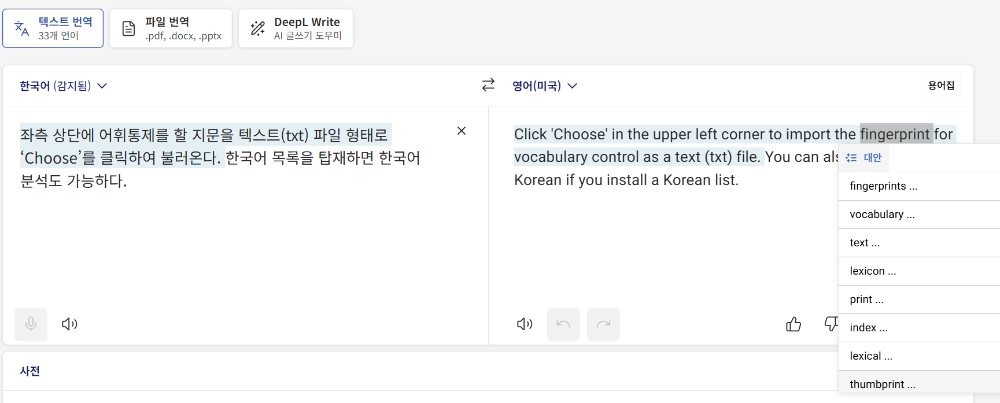 텍스트 번역
33개 언어
파일 번역
.pdf, .docx, .pptx
DeepL Write
AI 글쓰기 도우미
한국어 (감지됨)
영어(미국)
용어집
좌측 상단에 어휘통제를 할 지문을 텍스트(txt) 파일 형태로
‘Choose’를 클릭하여 불러온다. 한국어 목록을 탑재하면 한국어
분석도 가능하다.
Click 'Choose' in the upper left corner to import the fingerprint for
vocabulary control as a text (txt) file. You can
Korean if you install a Korean list.
대안
fingerprints ...
vocabulary ...
text ...
lexicon ...
print ...
index ...
lexical ...
thumbprint ...
사전